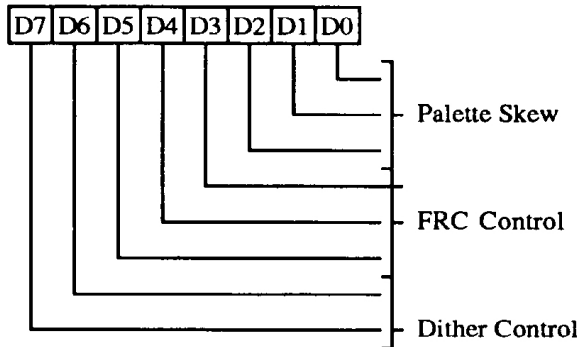 D7 D6 D5 D4 D3 D2 D1 D0
Palette Skew
FRC Control
Dither Control